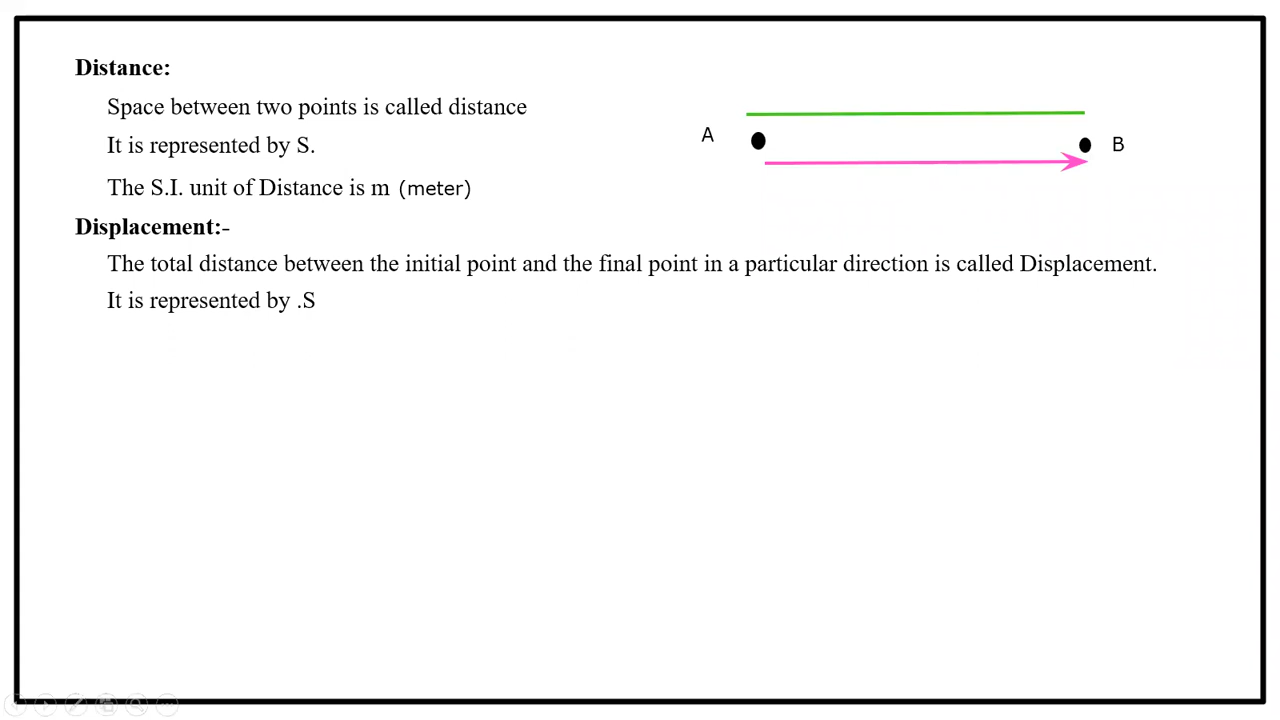 Distance:
Space between two points is called distance
It is represented by S.
The S.I. unit of Distance is m (meter)
A
B
Displacement:-
The total distance between the initial point and the final point in a particular direction is called Displacement.
It is represented by .S